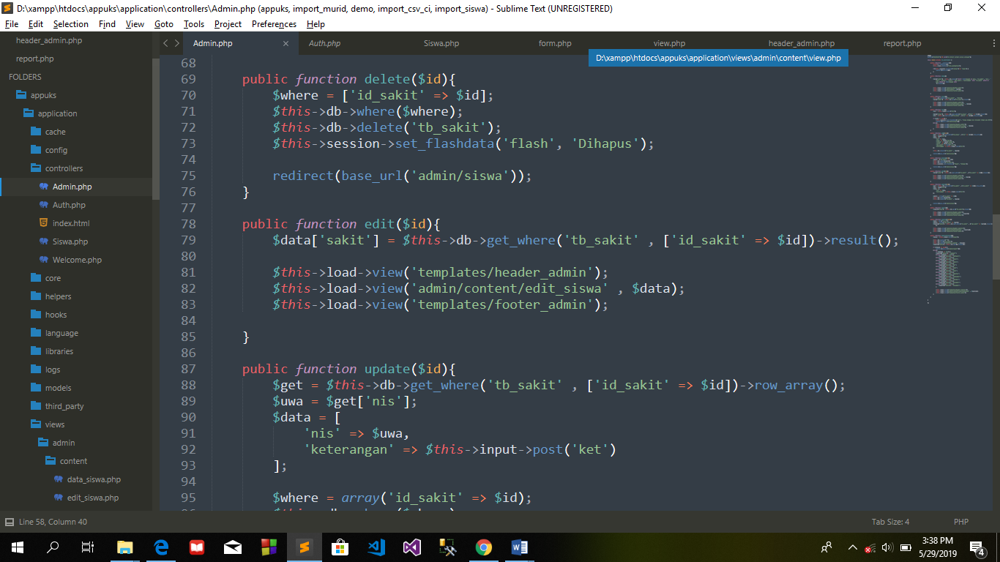 D:\xampp\htdocs\appuks\application\controllers\Admin.php (appuks, import_murid, demo, import_csv_ci, import_siswa) - Sublime Text (UNREGISTERED)
File Edit Selection Find View Goto Tools Project Preferences Help
header_admin.php
report.php
FOLDERS
appuks
application
cache
config
controllers
Admin.php
Auth.php
index.html
Siswa.php
Welcome.php
core
helpers
hooks
language
libraries
logs
models
third_party
views
admin
content
data_siswa.php
edit_siswa.php
Admin.php Auth.php Siswa.php form.php view.php header_admin.php report.php
D:\xampp\htdocs\appuks\application\views\admin\content\view.php
68
69 public function delete($id){
70 $where = ['id_sakit' => $id];
71 $this->db->where($where);
72 $this->db->delete('tb_sakit');
73 $this->session->set_flashdata('flash', 'Dihapus');
74
75 redirect(base_url('admin/siswa'));
76 }
77
78 public function edit($id){
79 $data['sakit'] = $this->db->get_where('tb_sakit' , ['id_sakit' => $id])->result();
80
81 $this->load->view('templates/header_admin');
82 $this->load->view('admin/content/edit_siswa' , $data);
83 $this->load->view('templates/footer_admin');
84
85 }
86
87 public function update($id){
88 $get = $this->db->get_where('tb_sakit' , ['id_sakit' => $id])->row_array();
89 $uwa = $get['nis'];
90 $data = [
91 'nis' => $uwa,
92 'keterangan' => $this->input->post('ket')
93 ];
94
95 $where = array('id_sakit' => $id);
Line 58, Column 40 Tab Size: 4 PHP
3:38 PM
5/29/2019
4